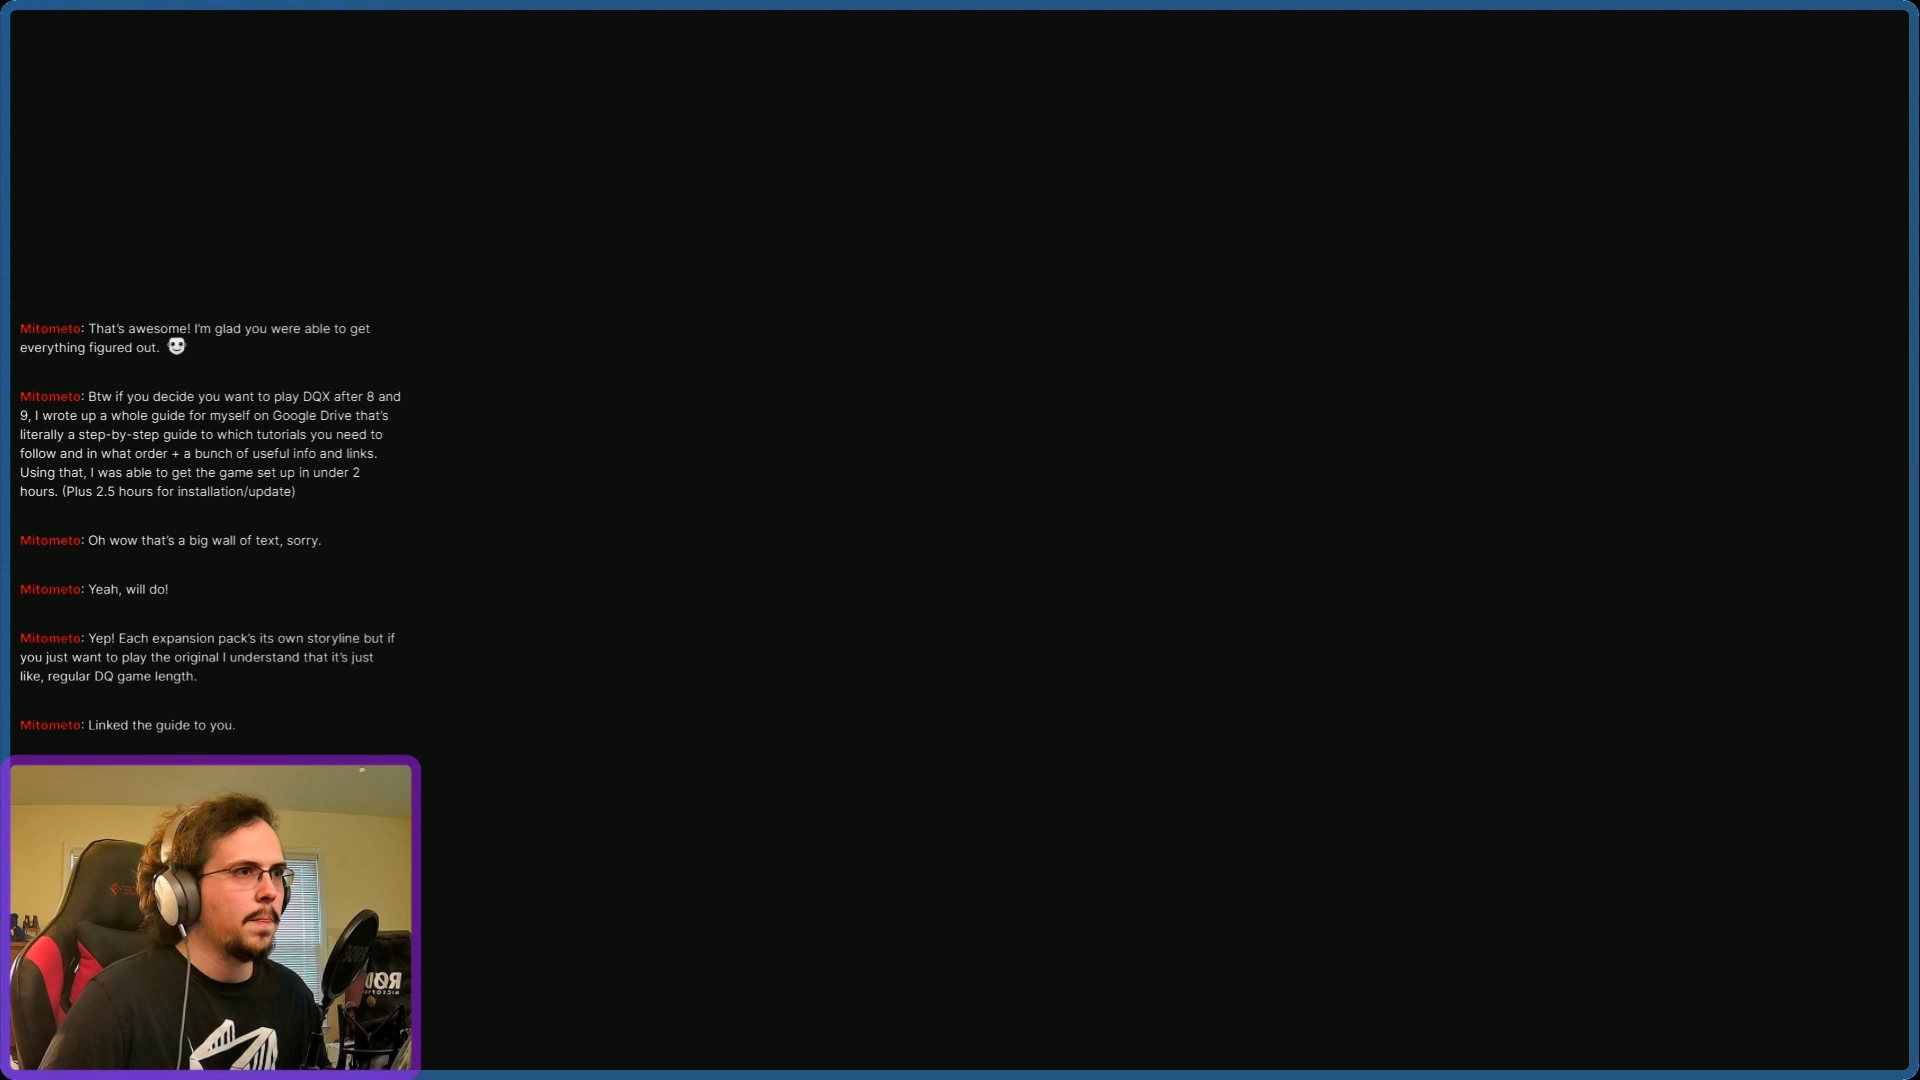 Mitometo: That's awesome! I'm glad you were able to get
everything figured out.
Mitometo: Btw if you decide you want to play DQX after 8 and
9, I wrote up a whole guide for myself on Google Drive that's
literally a step-by-step guide to which tutorials you need to
follow and in what order + a bunch of useful info and links.
Using that, I was able to get the game set up in under 2
hours. (Plus 2.5 hours for installation/update)
Mitometo: Oh wow that's a big wall of text, sorry.
Mitometo: Yeah, will do!
Mitometo: Yep! Each expansion pack's its own storyline but if
you just want to play the original I understand that it's just
like, regular DQ game length.
Mitometo: Linked the guide to you.